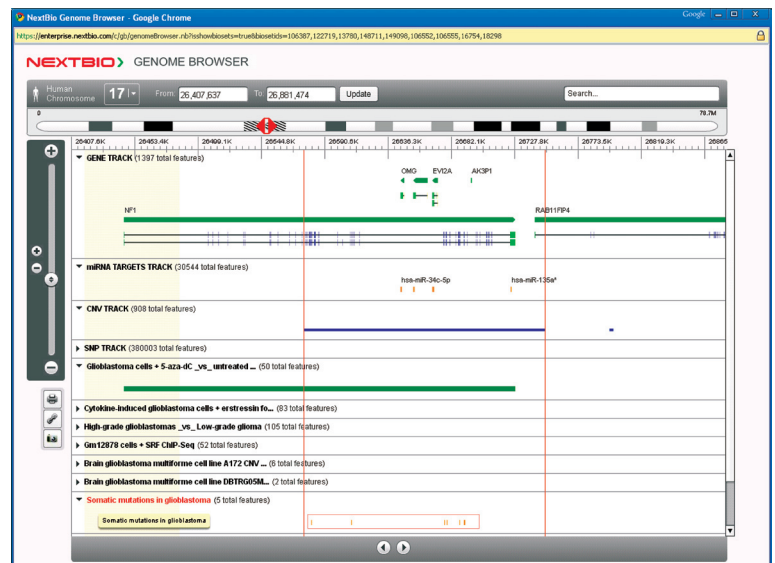 NextBio Genome Browser - Google Chrome
Google
https://enterprise.nextbio.com/c/gb/genomeBrowser.nb?isshowbiosets=true&biosetids=106387,122719,13780,148711,149098,106552,106555,16754,18298
NEXTBIO GENOME BROWSER
Human Chromosome 17 From 26,407,637 To 26,881,474 Update Search...
0 78.7M
26407.6K 26453.4K 26499.1K 26544.8K 26590.5K 26636.3K 26682.1K 26727.8K 26773.5K 26819.3K 26865
GENE TRACK (1397 total features)
OMG EVI2A AK3P1
NF1 RAB11FIP4
miRNA TARGETS TRACK (30544 total features)
hsa-miR-34c-5p hsa-miR-135a*
CNV TRACK (908 total features)
SNP TRACK (380003 total features)
Glioblastoma cells + 5-aza-dC _vs_ untreated ... (50 total features)
Cytokine-induced glioblastoma cells + erstressin fo... (83 total features)
High-grade glioblastomas _vs_ Low-grade glioma (105 total features)
Gm12878 cells + SRF ChIP-Seq (52 total features)
Brain glioblastoma multiforme cell line A172 CNV ... (6 total features)
Brain glioblastoma multiforme cell line DBTRG05M... (2 total features)
Somatic mutations in glioblastoma (5 total features)
Somatic mutations in glioblastoma